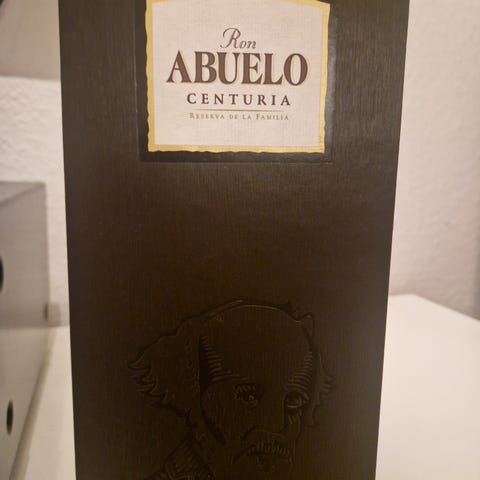 Ron
ABUELO
CENTURIA
RESERVA DE LA FAMILIA